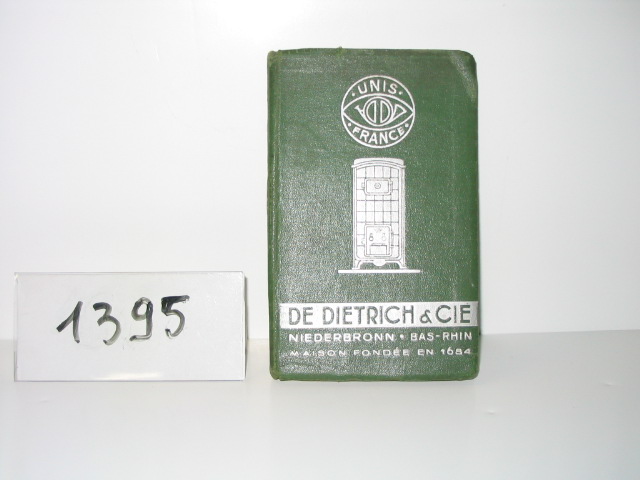 UNIS
FRANCE
DE DIETRICH & CIE
NIEDERBRONN • BAS-RHIN
MAISON FONDÉE EN 1684
1395